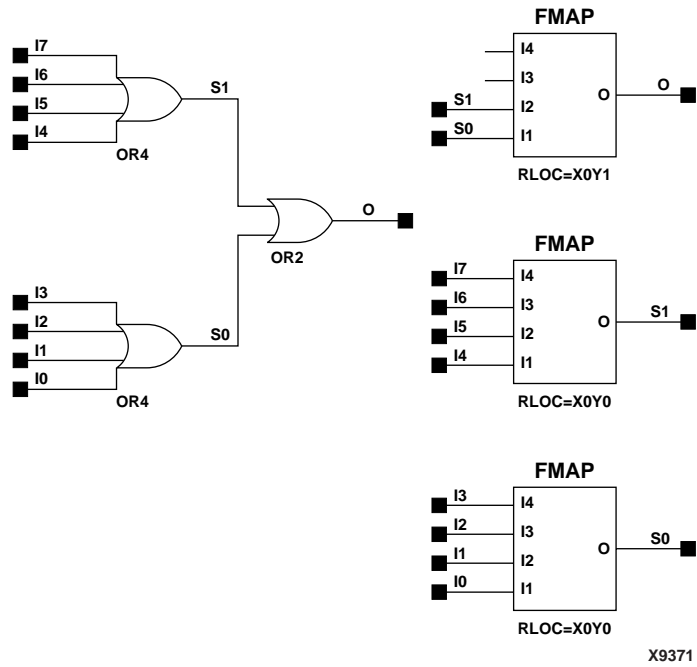 I7
I6
I5
I4
OR4
S1
I3
I2
I1
I0
OR4
S0
OR2
O
FMAP
I4
I3
S1 I2
S0 I1
O O
RLOC=X0Y1
FMAP
I7 I4
I6 I3
I5 I2
I4 I1
O S1
RLOC=X0Y0
FMAP
I3 I4
I2 I3
I1 I2
I0 I1
O S0
RLOC=X0Y0
X9371